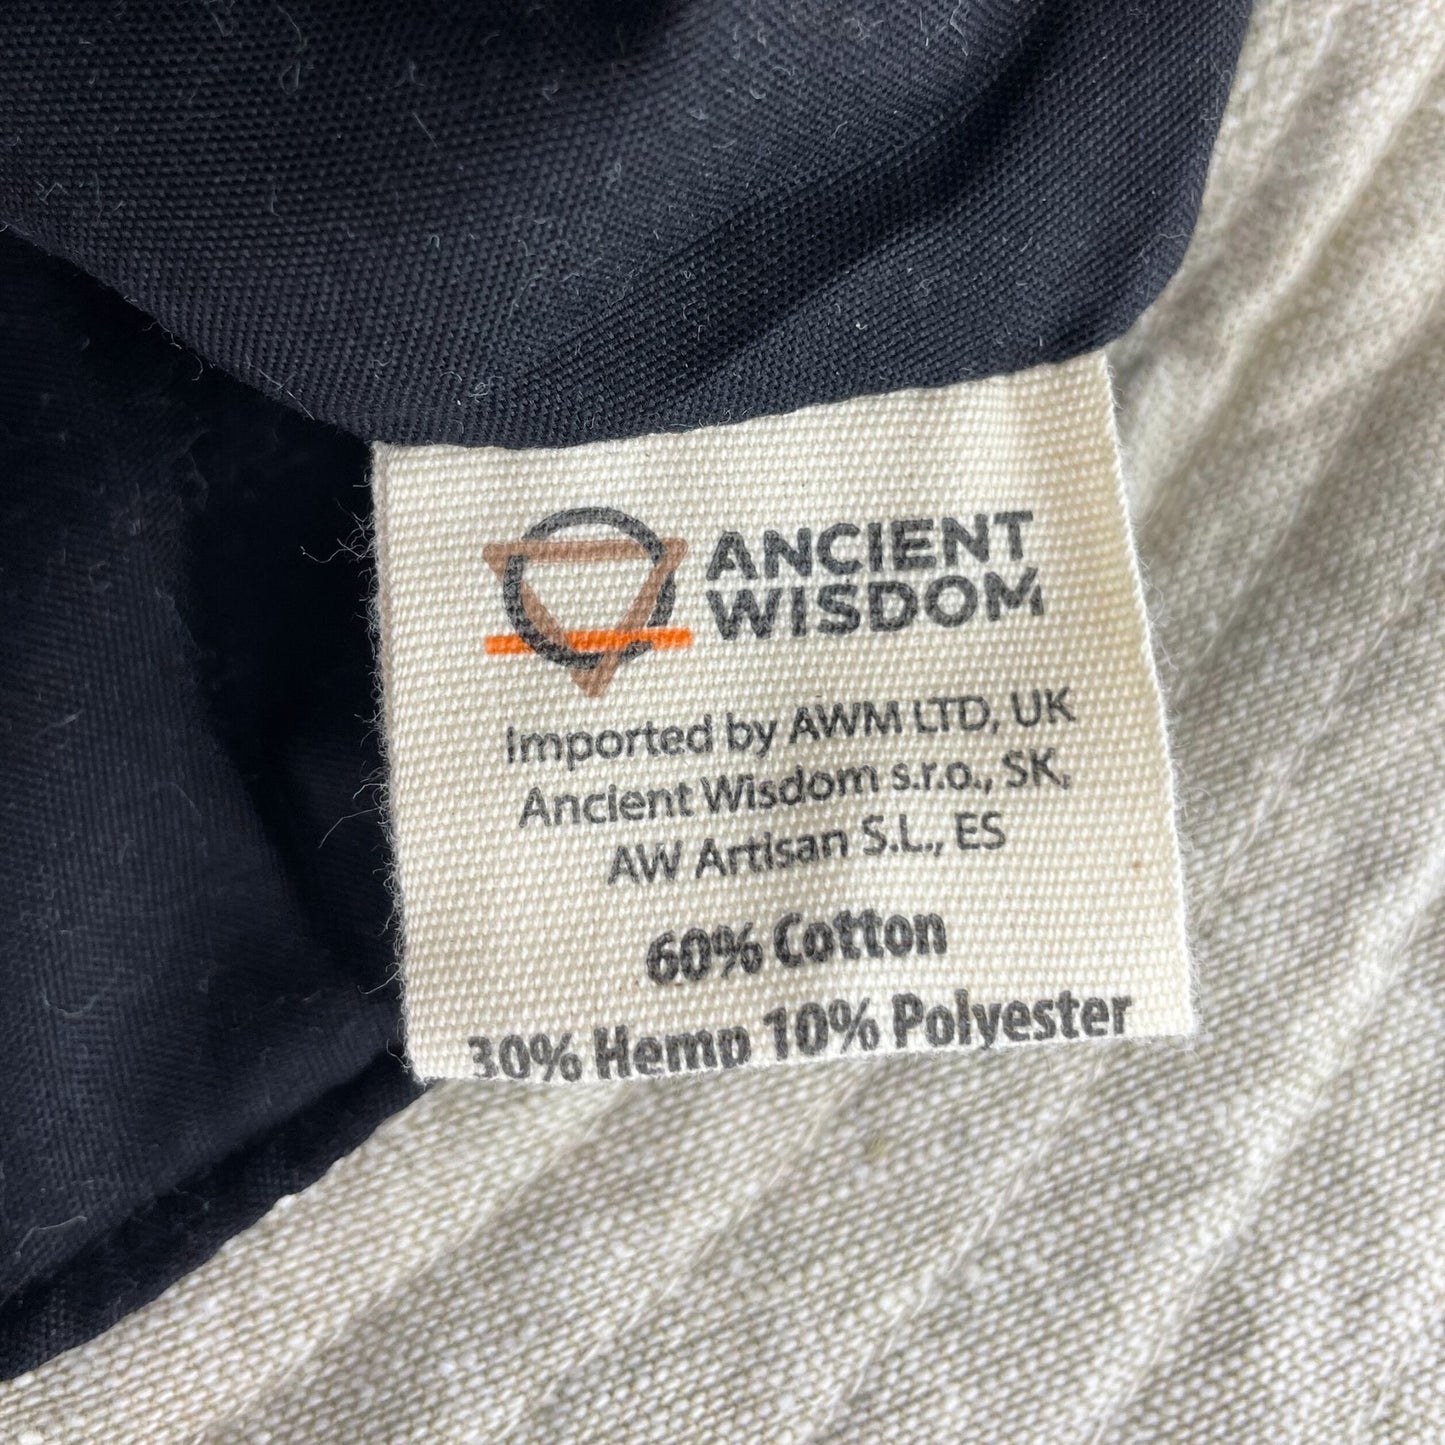 ANCIENT
WISDOM
Imported by AWM LTD, UK
Ancient Wisdom s.r.o., SK,
AW Artisan S.L., ES
60% Cotton
30% Hemp 10% Polyester